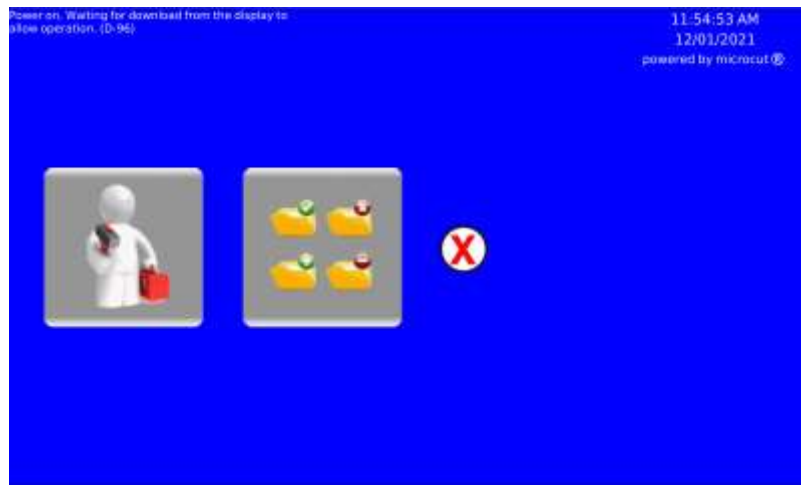 Power on. Waiting for download from the display to
allow operation. (D-96)
11:54:53 AM
12/01/2021
powered by microcut ®
X